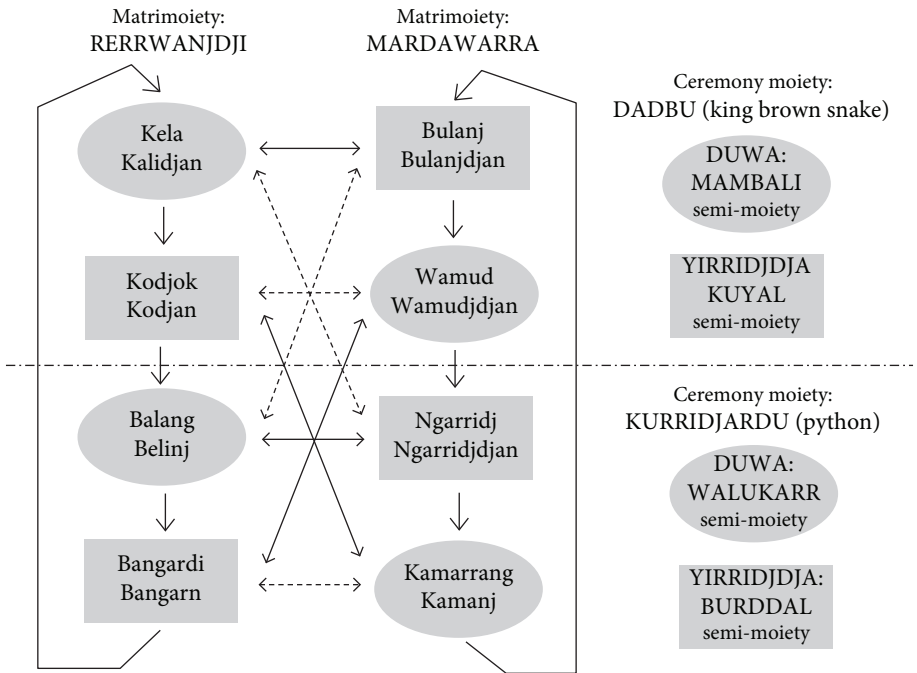 Matrimoiety:
RERRWANJDJI
Matrimoiety:
MARDAWARRA
Kela
Kalidjan
Kodjok
Kodjan
Balang
Belinj
Bangardi
Bangarn
Bulanj
Bulanjdjan
Wamud
Wamudjdjan
Ngarridj
Ngarridjdjan
Kamarrang
Kamanj
Ceremony moiety:
DADBU (king brown snake)
DUWA:
MAMBALI
semi-moiety
YIRRIDJDJA
KUYAL
semi-moiety
Ceremony moiety:
KURRIDJARDU (python)
DUWA:
WALUKARR
semi-moiety
YIRRIDJDJA:
BURDDAL
semi-moiety